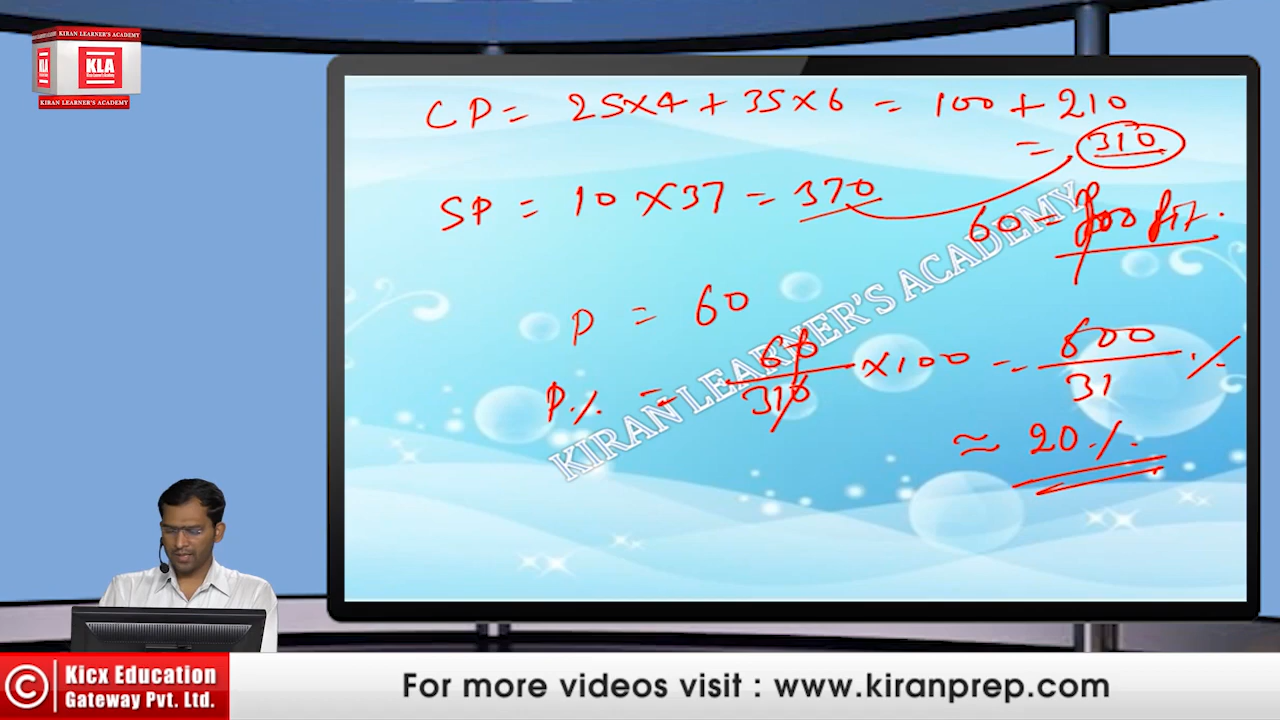 KIRAN LEARNER'S ACADEMY
KLA
KIRAN LEARNER'S ACADEMY
CP = 25×4 + 35×6 = 100 + 210
= 310
SP = 10 × 37 = 370
60 = profit.
P = 60
P% = 60/310 × 100 = 600/31 %
≈ 20%
KIRAN LEARNER'S ACADEMY
© Kicx Education
Gateway Pvt. Ltd.
For more videos visit : www.kiranprep.com